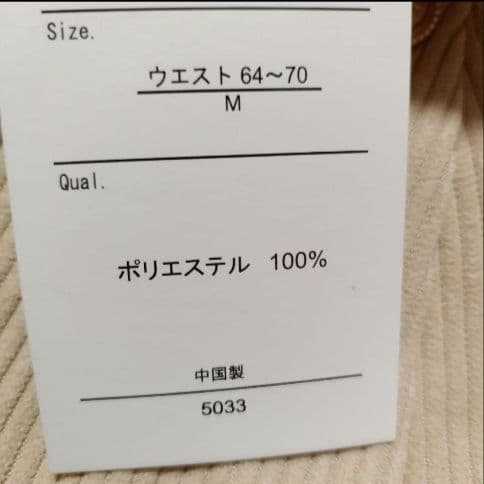 Size.
ウエスト 64～70
M
Qual.
ポリエステル 100%
中国製
5033